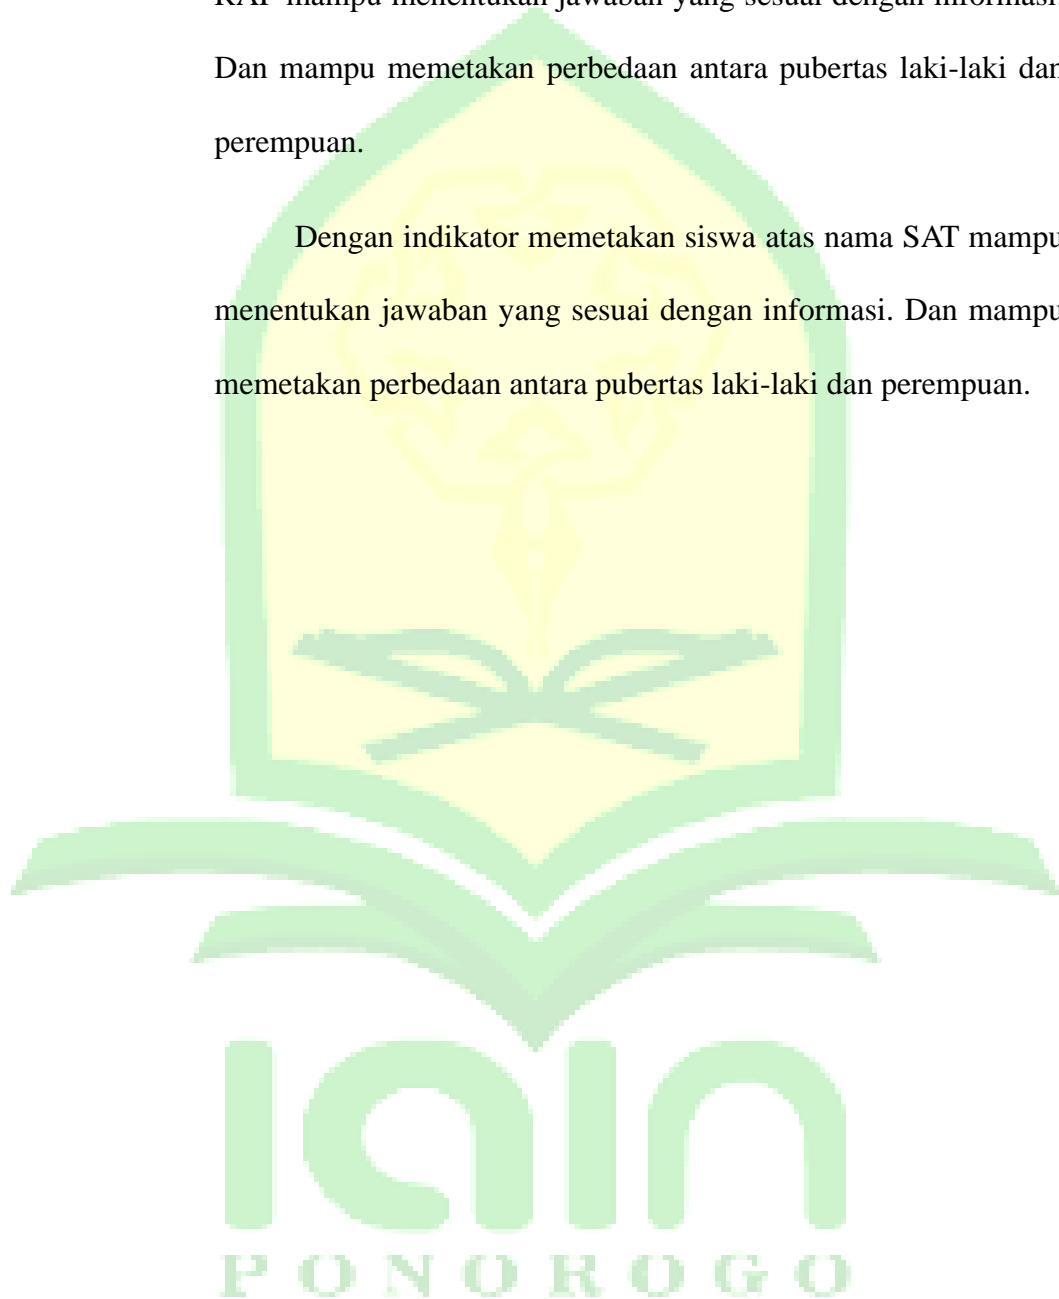 mampu menentukan jawaban yang sesuai dengan informasi.
Dan mampu memetakan perbedaan antara pubertas laki-laki dan
perempuan.
Dengan indikator memetakan siswa atas nama SAT mampu
menentukan jawaban yang sesuai dengan informasi. Dan mampu
memetakan perbedaan antara pubertas laki-laki dan perempuan.
iain
PONOROGO